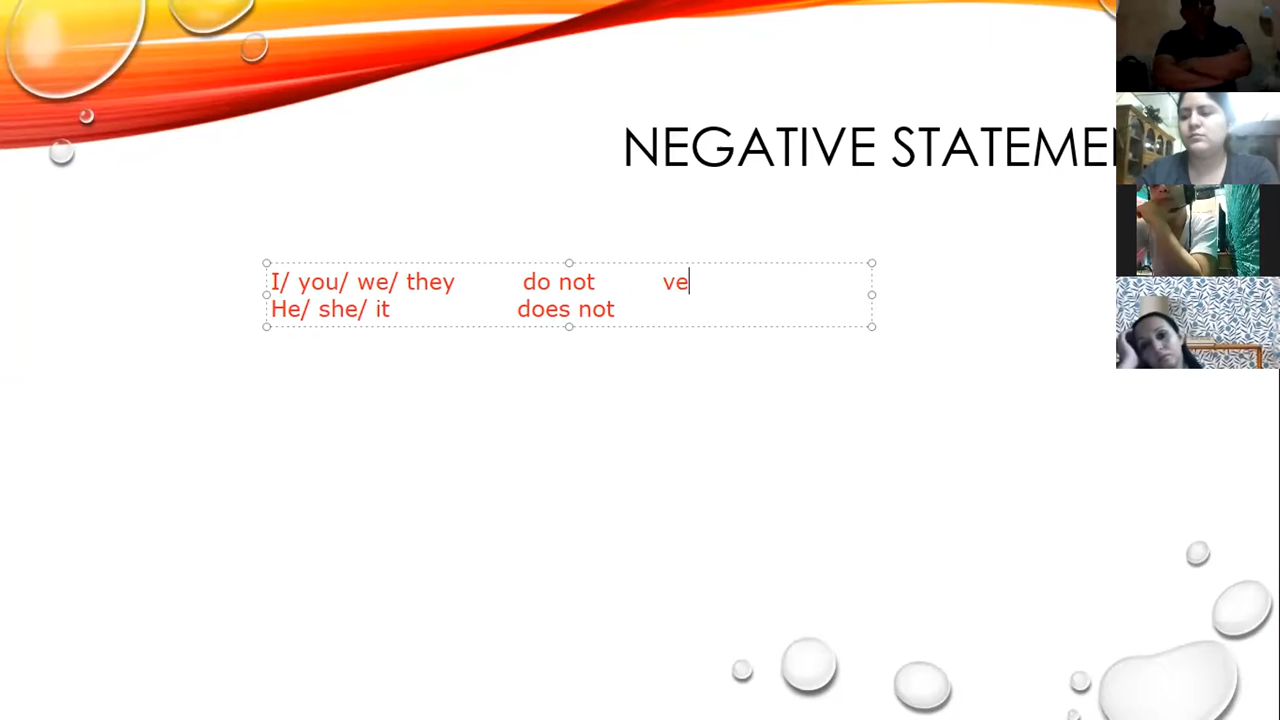 NEGATIVE STATEME
I/ you/ we/ they do not ve
He/ she/ it does not